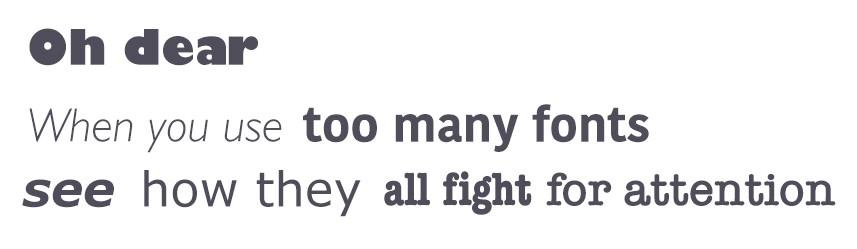 Oh dear
When you use too many fonts
see how they all fight for attention